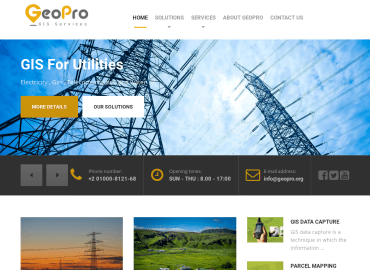 GeoPro
GIS Services
HOME SOLUTIONS SERVICES ABOUT GEOPRO CONTACT US
GIS For Utilities
Electricity, Gas,
MORE DETAILS OUR SOLUTIONS
Phone number:
+2 01000-8121-68
Opening times:
SUN - THU : 8.00 - 17:00
E-mail address:
info@geopro.org
GIS DATA CAPTURE
GIS data capture is a
technique in which the
information ...
PARCEL MAPPING